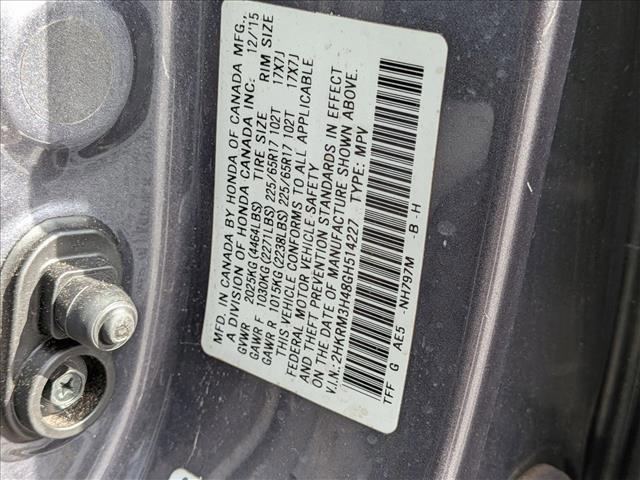 MFD. IN CANADA BY HONDA OF CANADA MFG.,
A DIVISION OF HONDA CANADA INC. 12/15
GVWR 2025KG (4464LBS) TIRE SIZE RIM SIZE
GAWR F 1030KG (2271LBS) 225/65R17 102T 17X7J
GAWR R 1015KG (2238LBS) 225/65R17 102T 17X7J
THIS VEHICLE CONFORMS TO ALL APPLICABLE
FEDERAL MOTOR VEHICLE SAFETY
AND THEFT PREVENTION STANDARDS IN EFFECT
ON THE DATE OF MANUFACTURE SHOWN ABOVE.
V.I.N.: 2HKRM3H48GH514227 TYPE: MPV
TFF G AE5 -NH797M -B -H